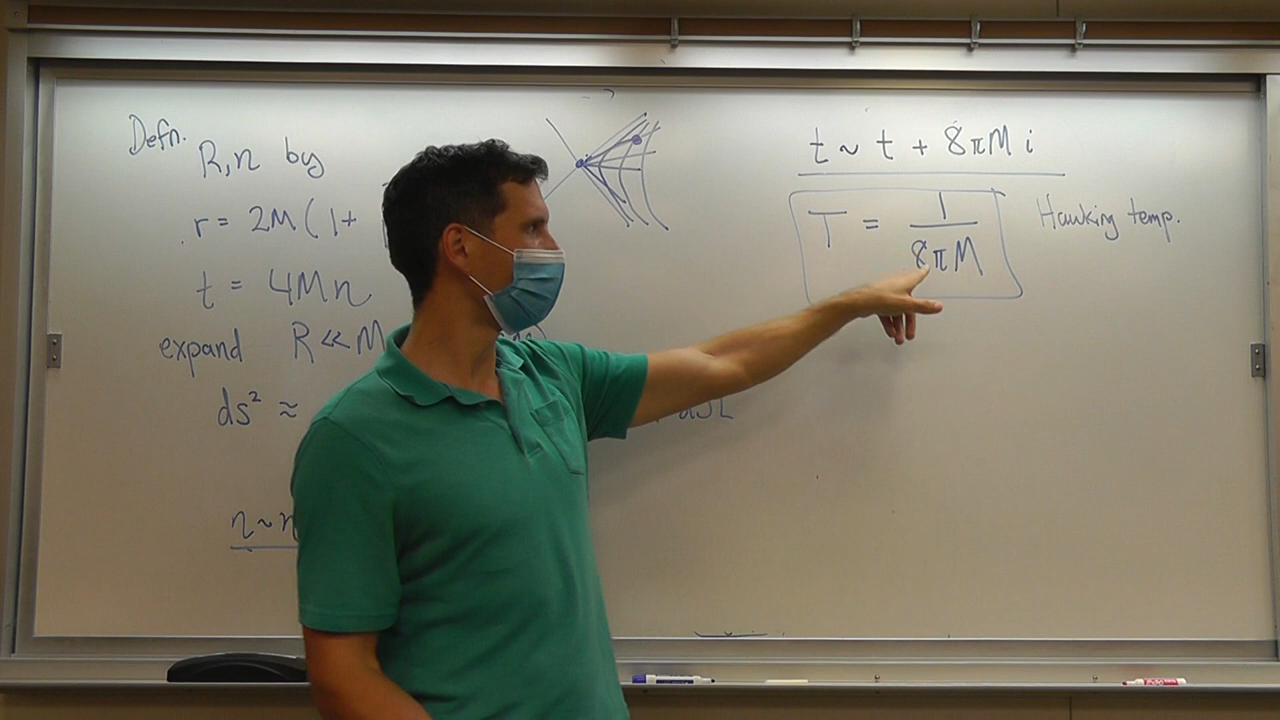 Defn.
R, η by
r = 2M (1+
t = 4Mη
expand R ≪ M
ds² ≈
η ~ η
t ~ t + 8πM i
T = 1/8πM
Hawking temp.